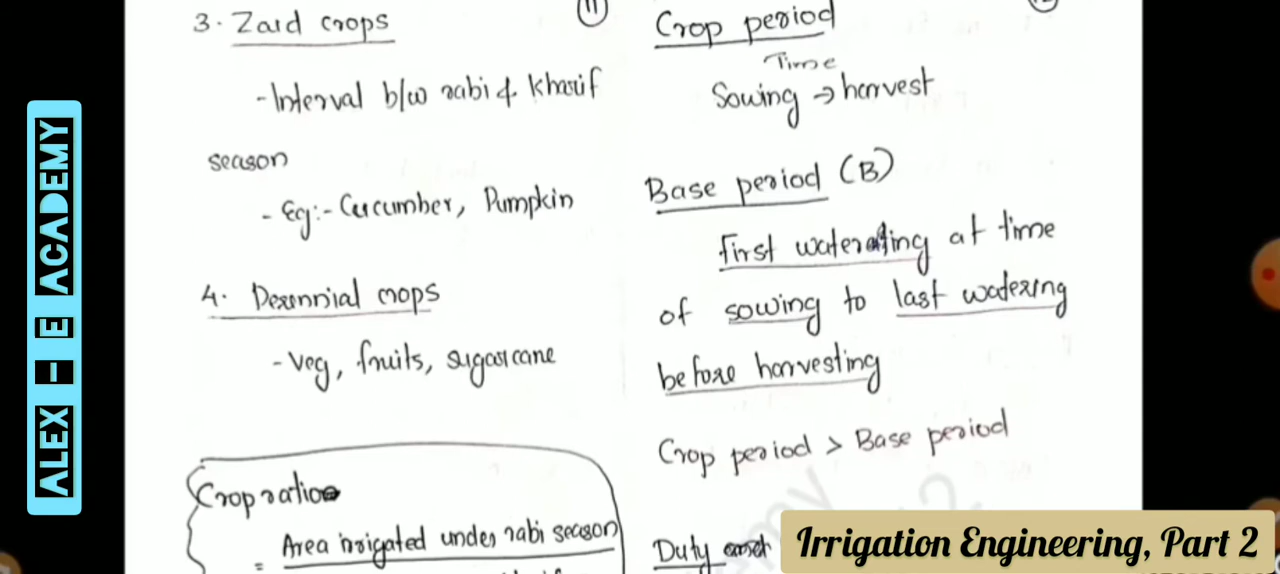 ALEX - E ACADEMY
3. Zaid crops
- Interval b/w rabi & kharif
season
- Eg:- Cucumber, Pumpkin
4. Perennial crops
- Veg, fruits, sugarcane
Crop ratio
= Area irrigated under rabi season
11
Crop period
Time
Sowing → harvest
Base period (B)
First watering at time
of sowing to last watering
before harvesting
Crop period > Base period
Duty and
Irrigation Engineering, Part 2